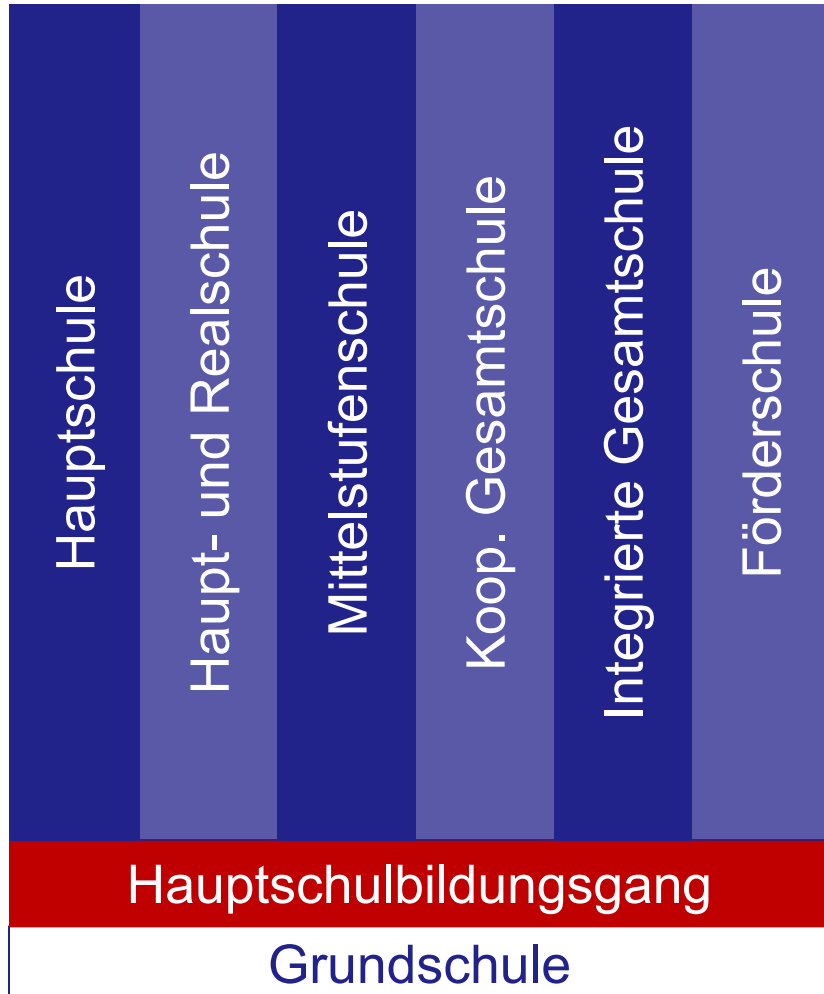 Hauptschule
Haupt- und Realschule
Mittelstufenschule
Koop. Gesamtschule
Integrierte Gesamtschule
Förderschule
Hauptschulbildungsgang
Grundschule